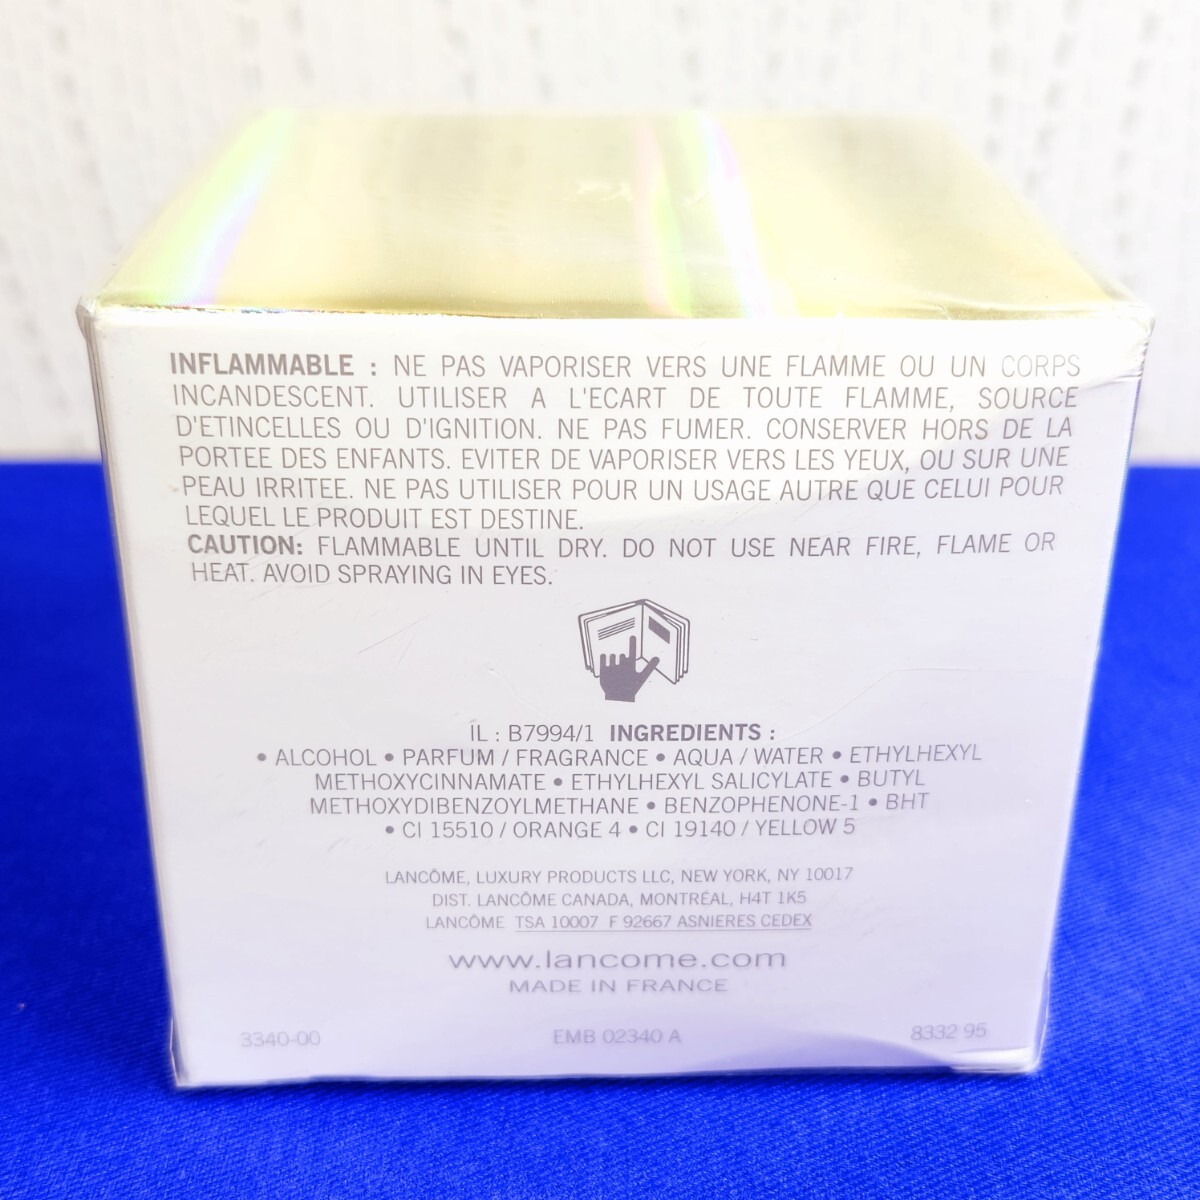 INFLAMMABLE : NE PAS VAPORISER VERS UNE FLAMME OU UN CORPS
INCANDESCENT. UTILISER A L'ECART DE TOUTE FLAMME, SOURCE
D'ETINCELLES OU D'IGNITION. NE PAS FUMER. CONSERVER HORS DE LA
PORTEE DES ENFANTS. EVITER DE VAPORISER VERS LES YEUX, OU SUR UNE
PEAU IRRITEE. NE PAS UTILISER POUR UN USAGE AUTRE QUE CELUI POUR
LEQUEL LE PRODUIT EST DESTINE.
CAUTION: FLAMMABLE UNTIL DRY. DO NOT USE NEAR FIRE, FLAME OR
HEAT. AVOID SPRAYING IN EYES.
IL : B7994/1 INGREDIENTS :
• ALCOHOL • PARFUM / FRAGRANCE • AQUA / WATER • ETHYLHEXYL
METHOXYCINNAMATE • ETHYLHEXYL SALICYLATE • BUTYL
METHOXYDIBENZOYLMETHANE • BENZOPHENONE-1 • BHT
• CI 15510 / ORANGE 4 • CI 19140 / YELLOW 5
LANCÔME, LUXURY PRODUCTS LLC, NEW YORK, NY 10017
DIST. LANCÔME CANADA, MONTRÉAL, H4T 1K5
LANCÔME TSA 10007 F 92667 ASNIERES CEDEX
www.lancome.com
MADE IN FRANCE
3340-00 EMB 02340 A 8332 95